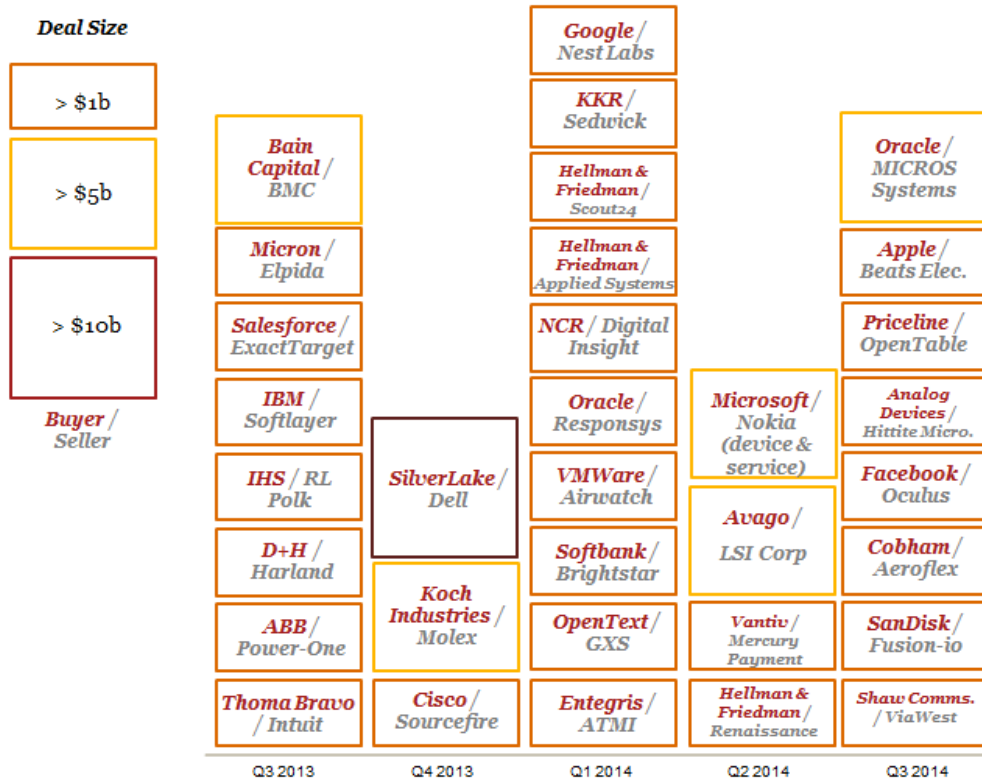 Deal Size
> $1b
> $5b
> $10b
Buyer /
Seller
Bain
Capital /
BMC
Micron /
Elpida
Salesforce /
ExactTarget
IBM /
Softlayer
IHS / RL
Polk
D+H /
Harland
ABB /
Power-One
Thoma Bravo
/ Intuit
Q3 2013
SilverLake /
Dell
Koch
Industries /
Molex
Cisco /
Sourcefire
Q4 2013
Google /
Nest Labs
KKR /
Sedwick
Hellman &
Friedman /
Scout24
Hellman &
Friedman /
Applied Systems
NCR / Digital
Insight
Oracle /
Responsys
VMWare /
Airwatch
Softbank /
Brightstar
OpenText /
GXS
Entegris /
ATMI
Q1 2014
Microsoft /
Nokia
(device &
service)
Avago /
LSI Corp
Vantiv /
Mercury
Payment
Hellman &
Friedman /
Renaissance
Q2 2014
Oracle /
MICROS
Systems
Apple /
Beats Elec.
Priceline /
OpenTable
Analog
Devices /
Hittite Micro.
Facebook /
Oculus
Cobham /
Aeroflex
SanDisk /
Fusion-io
Shaw Comms.
/ ViaWest
Q3 2014